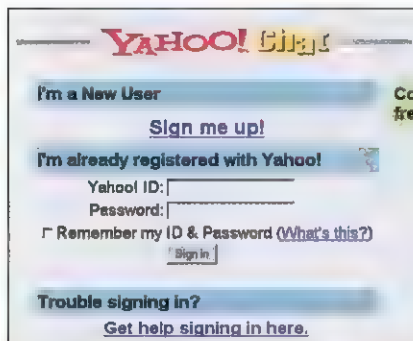 YAHOO! Chat
I'm a New User
Sign me up!
I'm already registered with Yahoo!
Yahoo! ID:
Password:
Remember my ID & Password (What's this?)
Sign in
Trouble signing in?
Get help signing in here.